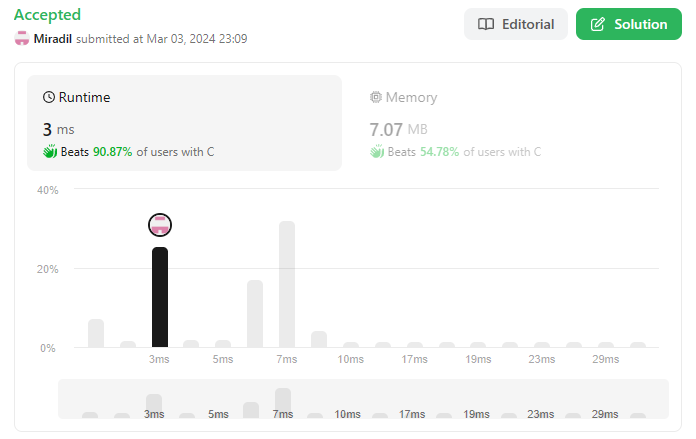 Accepted
Editorial
Solution
Miradil submitted at Mar 03, 2024 23:09
Runtime
Memory
3 ms
7.07 MB
Beats 90.87% of users with C
Beats 54.78% of users with C
40%
20%
0%
3ms 5ms 7ms 10ms 17ms 19ms 23ms 29ms
3ms 5ms 7ms 10ms 17ms 19ms 23ms 29ms